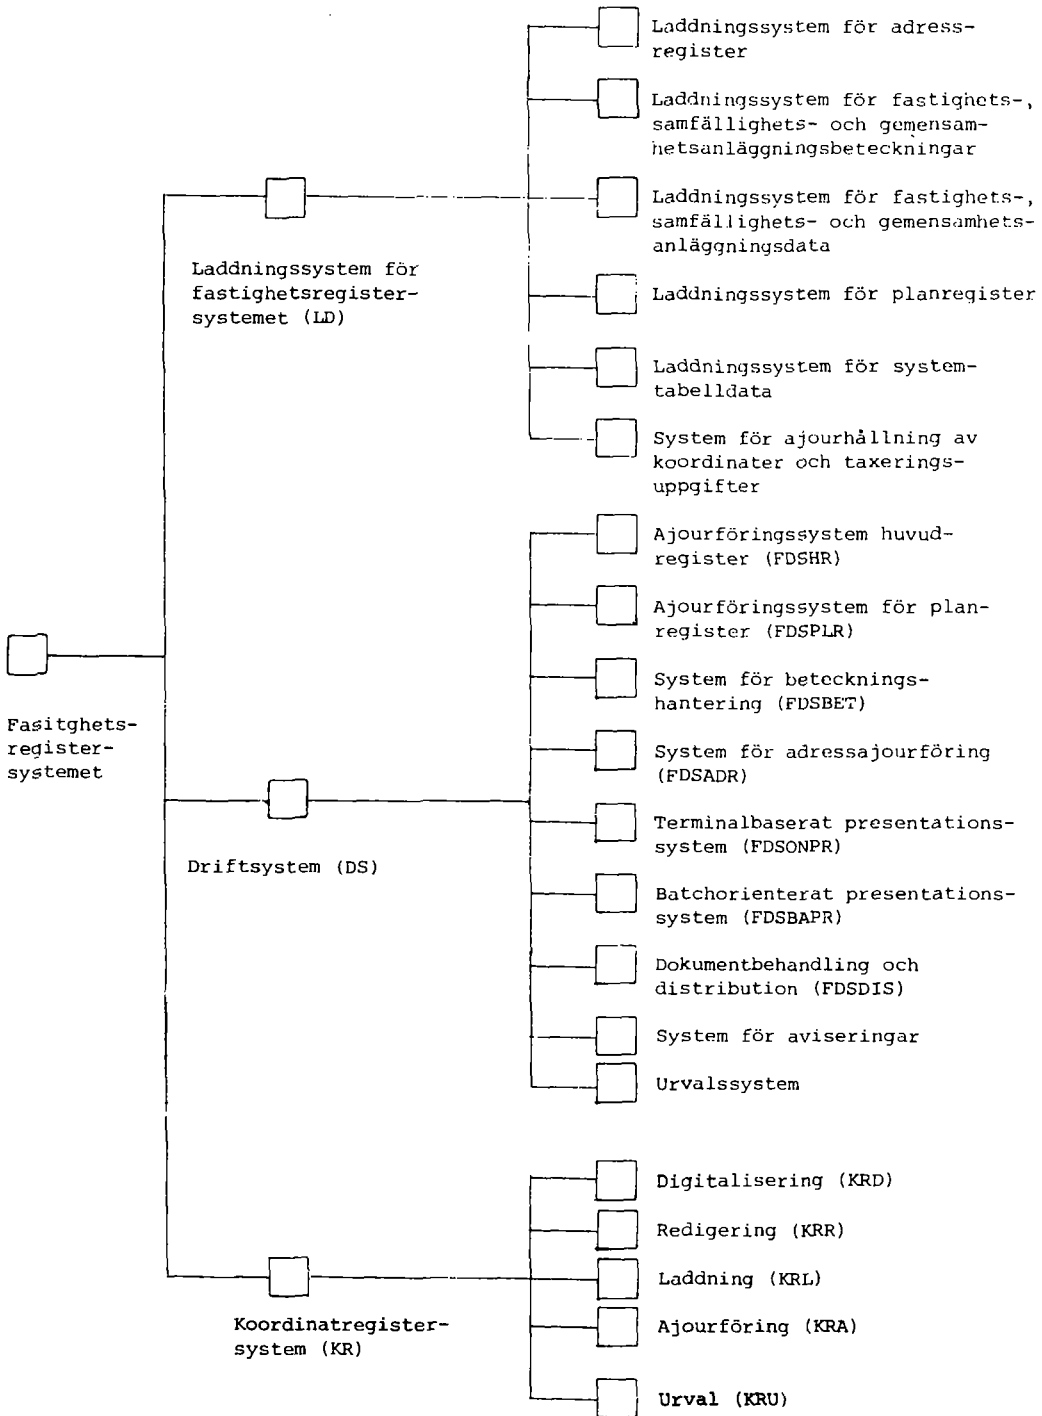 Laddningssystem för adress-
register
Laddningssystem för fastighets-,
samfällighets- och gemensam-
hetsanläggningsbeteckningar
Laddningssystem för fastighets-,
samfällighets- och gemensamhets-
anläggningsdata
Laddningssystem för
fastighetsregister-
systemet (LD)
Laddningssystem för planregister
Laddningssystem för system-
tabelldata
System för ajourhållning av
koordinater och taxerings-
uppgifter
Ajourföringssystem huvud-
register (FDSHR)
Ajourföringssystem för plan-
register (FDSPLR)
System för betecknings-
hantering (FDSBET)
Fasitghets-
register-
systemet
System för adressajourföring
(FDSADR)
Terminalbaserat presentations-
system (FDSONPR)
Driftsystem (DS)
Batchorienterat presentations-
system (FDSBAPR)
Dokumentbehandling och
distribution (FDSDIS)
System för aviseringar
Urvalssystem
Digitalisering (KRD)
Redigering (KRR)
Laddning (KRL)
Koordinatregister-
system (KR)
Ajourföring (KRA)
Urval (KRU)